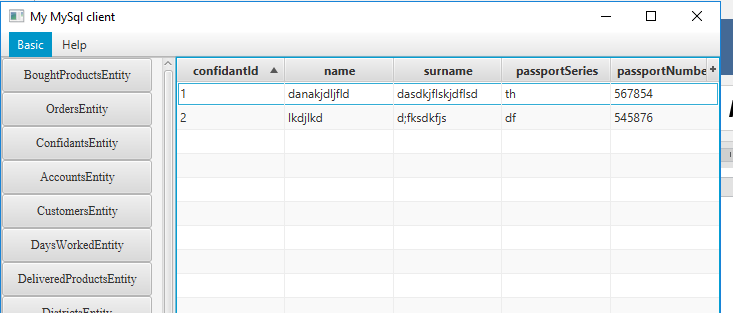 My MySql client
Basic Help
BoughtProductsEntity
OrdersEntity
ConfidantsEntity
AccountsEntity
CustomersEntity
DaysWorkedEntity
DeliveredProductsEntity
DistrictsEntity
confidantId name surname passportSeries passportNumbe +
1 danakjdljfld dasdkjflskjdflsd th 567854
2 lkdjlkd d;fksdkfjs df 545876